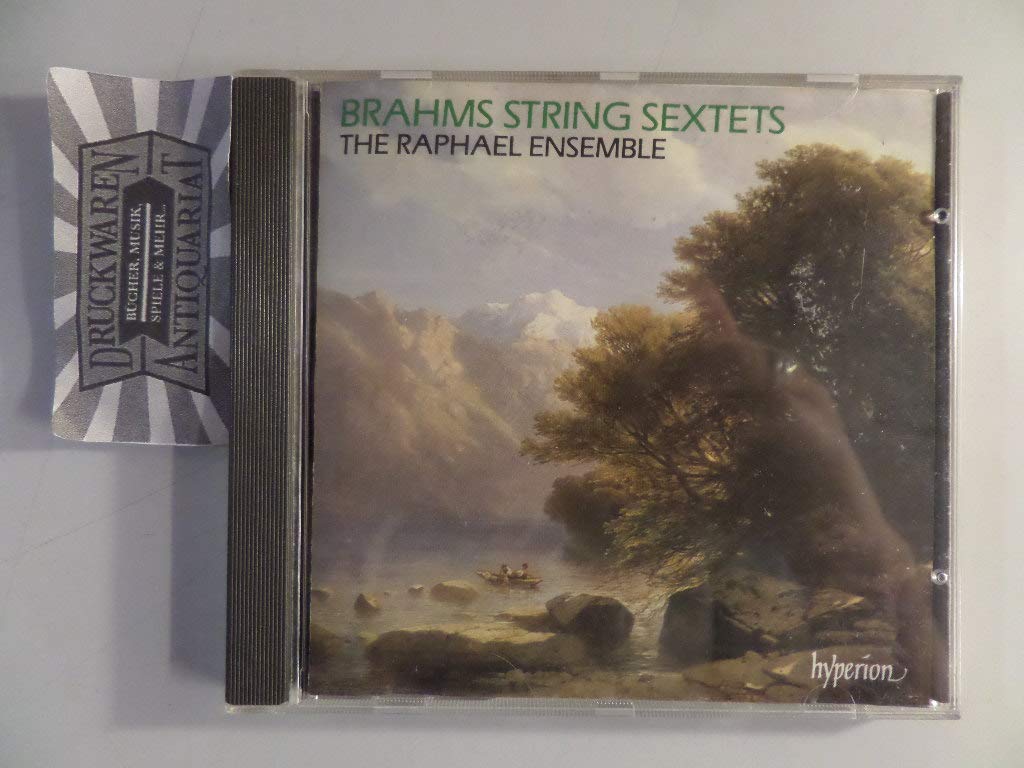 BRAHMS STRING SEXTETS
THE RAPHAEL ENSEMBLE
DRUCKWAREN
BÜCHER, MUSIK,
SPIELE & MEHR...
ANTIQUARIAT
hyperion